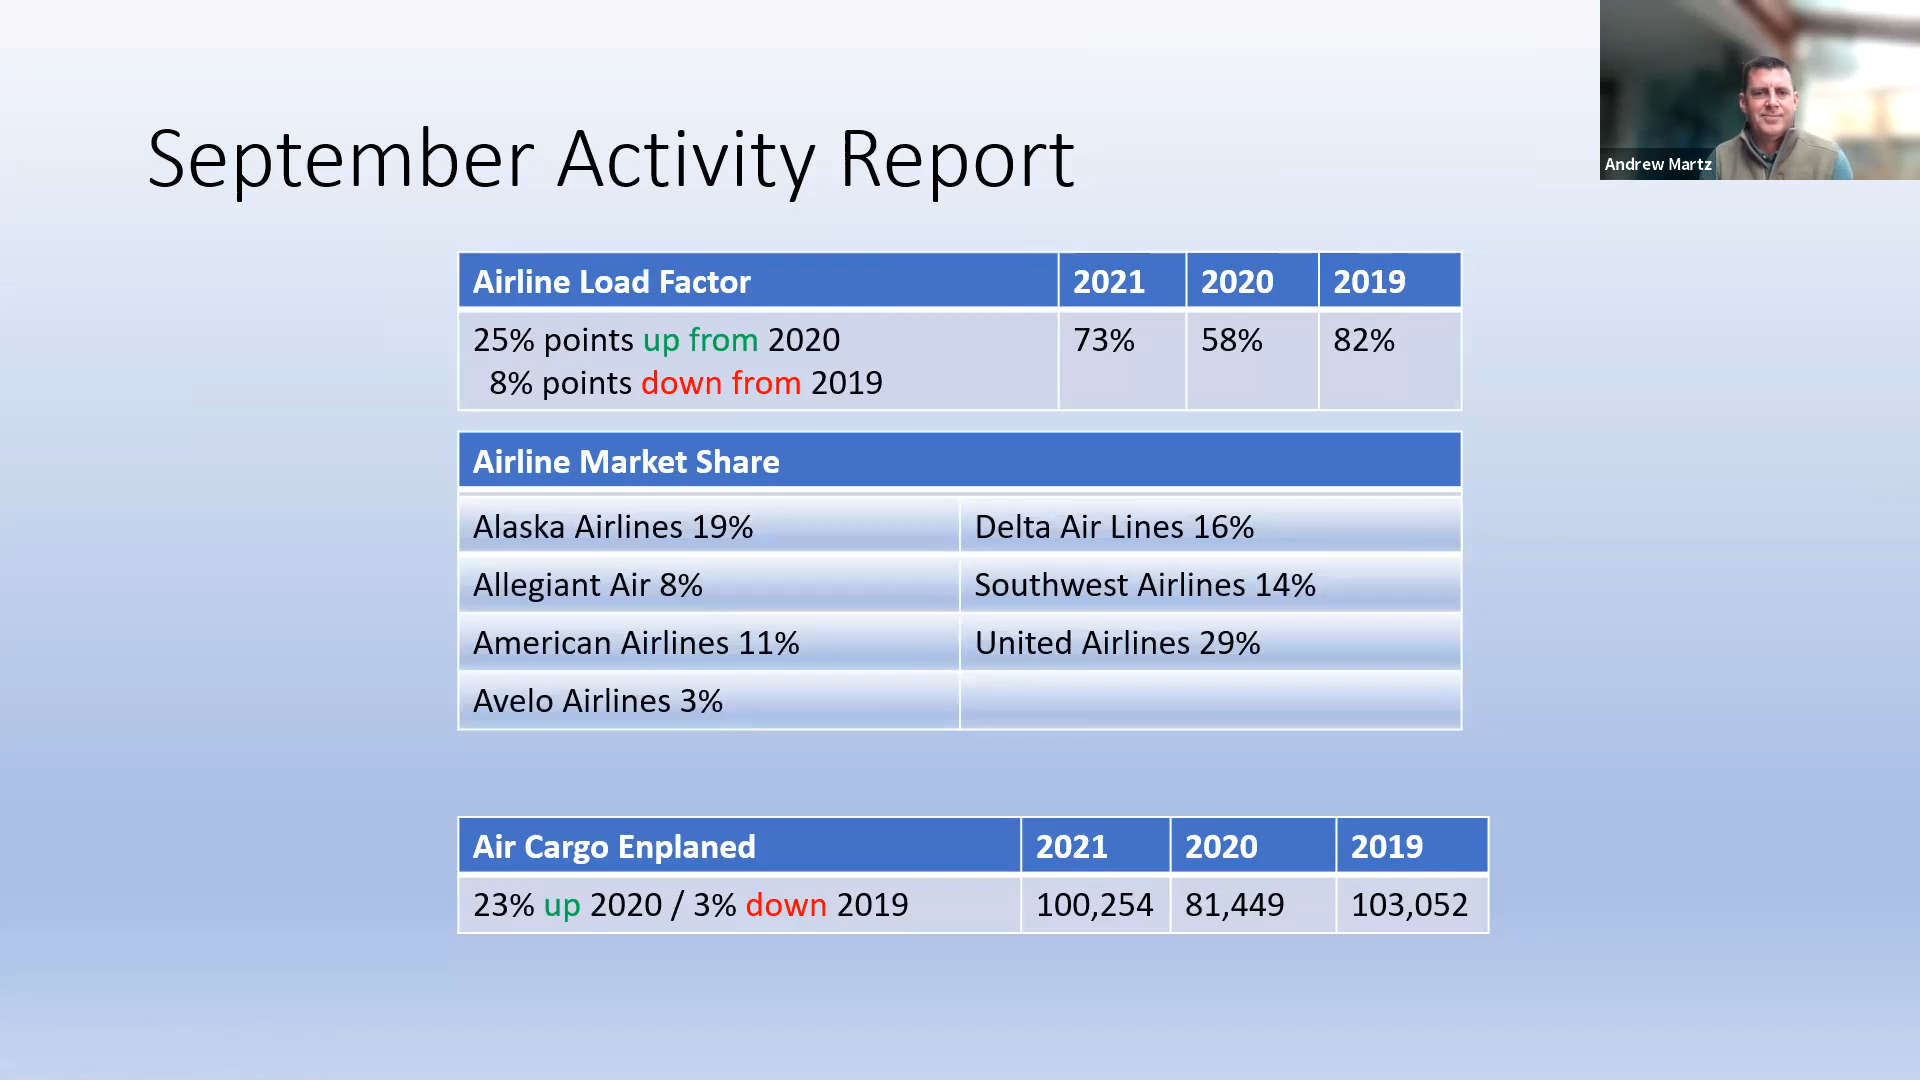 September Activity Report
Andrew Martz
Airline Load Factor 2021 2020 2019
25% points up from 2020 73% 58% 82%
8% points down from 2019
Airline Market Share
Alaska Airlines 19% Delta Air Lines 16%
Allegiant Air 8% Southwest Airlines 14%
American Airlines 11% United Airlines 29%
Avelo Airlines 3%
Air Cargo Enplaned 2021 2020 2019
23% up 2020 / 3% down 2019 100,254 81,449 103,052